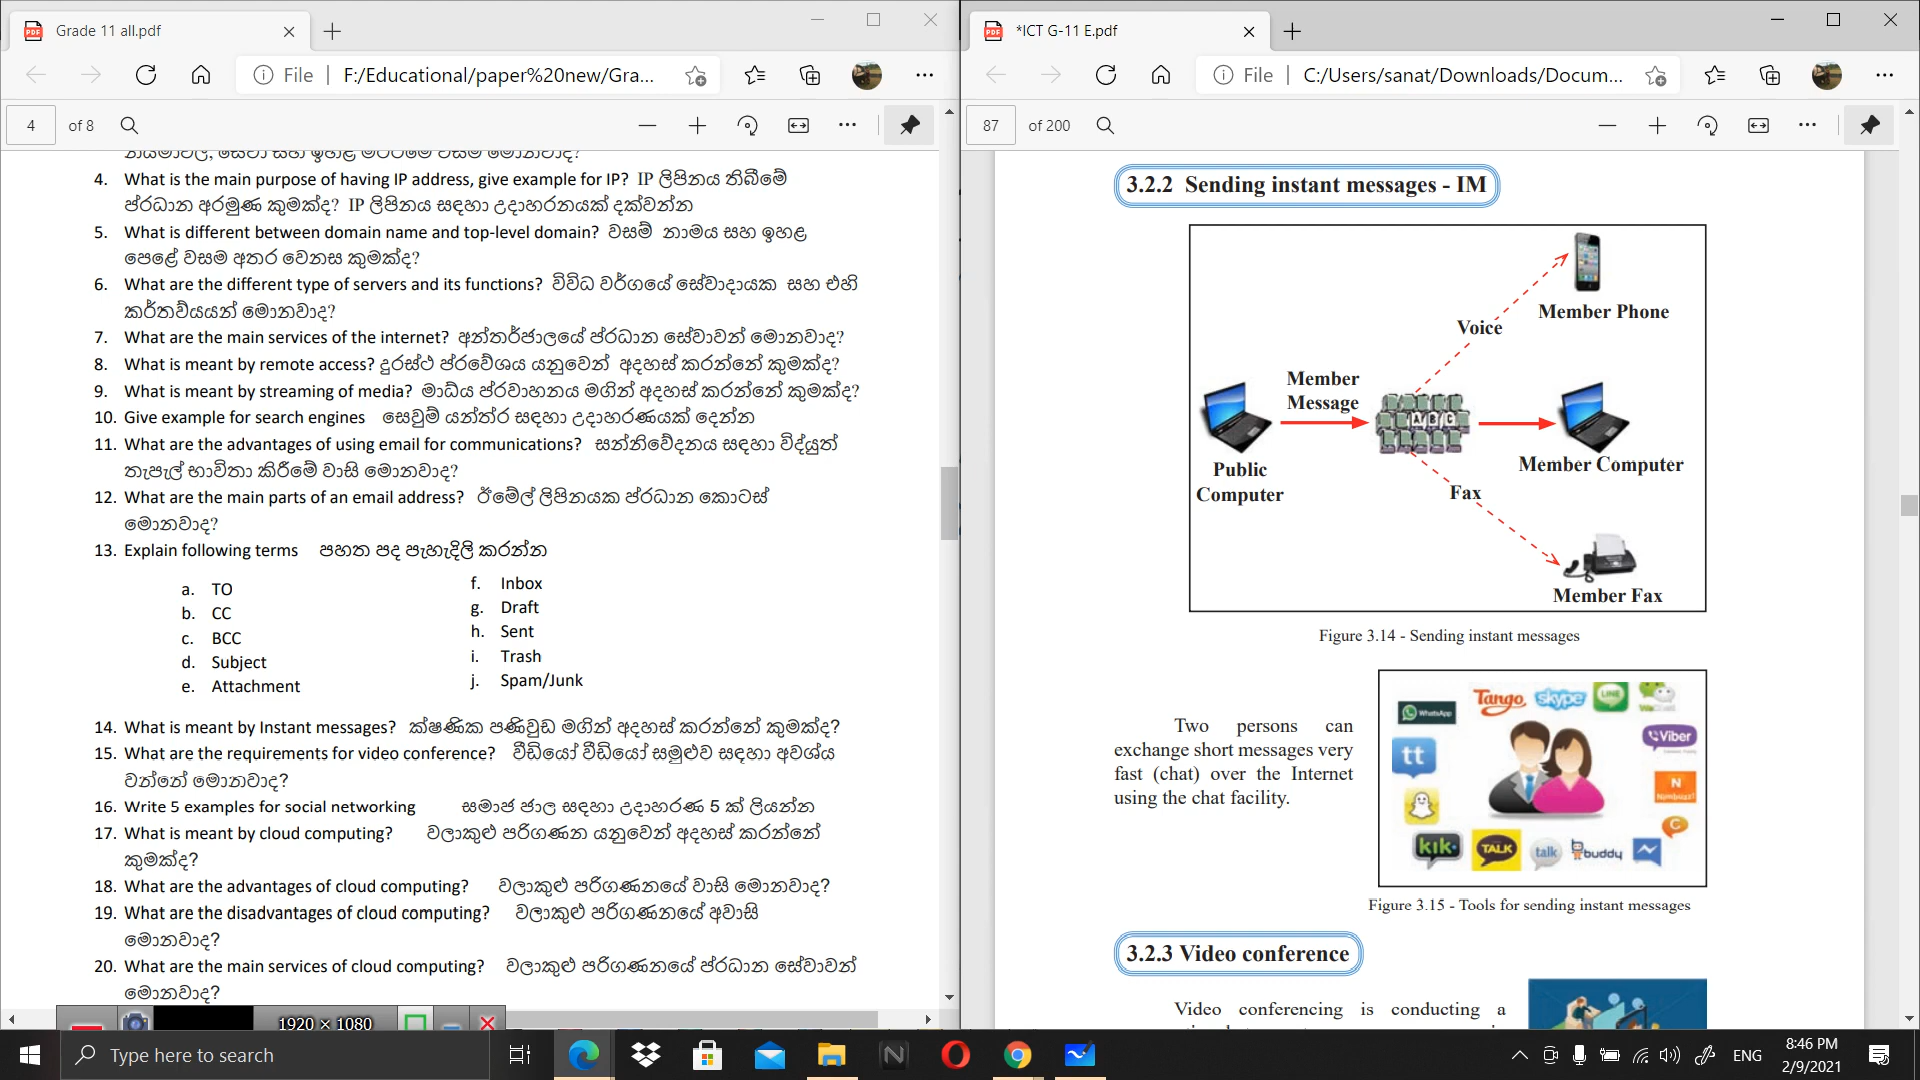 Grade 11 all.pdf
File
F:/Educational/paper%20new/Gra...
4 of 8
නියමාවලි, සේවා සහ ඉහළ මට්ටමේ වසම් මොනවාද?
4. What is the main purpose of having IP address, give example for IP? IP ලිපිනය තිබීමේ
ප්රධාන අරමුණ කුමක්ද? IP ලිපිනය සඳහා උදාහරනයක් දක්වන්න
5. What is different between domain name and top-level domain? වසම් නාමය සහ ඉහළ
පෙළේ වසම අතර වෙනස කුමක්ද?
6. What are the different type of servers and its functions? විවිධ වර්ගයේ සේවාදායක සහ එහි
කර්තව්යයන් මොනවාද?
7. What are the main services of the internet? අන්තර්ජාලයේ ප්රධාන සේවාවන් මොනවාද?
8. What is meant by remote access? දුරස්ථ ප්රවේශය යනුවෙන් අදහස් කරන්නේ කුමක්ද?
9. What is meant by streaming of media? මාධ්ය ප්රවාහනය මගින් අදහස් කරන්නේ කුමක්ද?
10. Give example for search engines සෙවුම් යන්ත්ර සඳහා උදාහරණයක් දෙන්න
11. What are the advantages of using email for communications? සන්නිවේදනය සඳහා විද්යුත්
තැපැල් භාවිතා කිරීමේ වාසි මොනවාද?
12. What are the main parts of an email address? ඊමේල් ලිපිනයක ප්රධාන කොටස්
මොනවාද?
13. Explain following terms පහත පද පැහැදිලි කරන්න
a. TO
b. CC
c. BCC
d. Subject
e. Attachment
f. Inbox
g. Draft
h. Sent
i. Trash
j. Spam/Junk
14. What is meant by Instant messages? ක්ෂණික පණිවුඩ මගින් අදහස් කරන්නේ කුමක්ද?
15. What are the requirements for video conference? වීඩියෝ වීඩියෝ සමුළුව සඳහා අවශ්ය
වන්නේ මොනවාද?
16. Write 5 examples for social networking සමාජ ජාල සඳහා උදාහරණ 5 ක් ලියන්න
17. What is meant by cloud computing? වලාකුළු පරිගණන යනුවෙන් අදහස් කරන්නේ
කුමක්ද?
18. What are the advantages of cloud computing? වලාකුළු පරිගණනයේ වාසි මොනවාද?
19. What are the disadvantages of cloud computing? වලාකුළු පරිගණනයේ අවාසි
මොනවාද?
20. What are the main services of cloud computing? වලාකුළු පරිගණනයේ ප්රධාන සේවාවන්
මොනවාද?
1920 × 1080
*ICT G-11 E.pdf
File
C:/Users/sanat/Downloads/Docum...
87 of 200
3.2.2 Sending instant messages - IM
Member Phone
Voice
Member
Message
ABC
Public
Computer
Member Computer
Fax
Member Fax
Figure 3.14 - Sending instant messages
Two persons can
exchange short messages very
fast (chat) over the Internet
using the chat facility.
WhatsApp
Tango
skype
LINE
WeChat
Viber
tt
Nimbuzz!
kik
TALK
talk
buddy
Figure 3.15 - Tools for sending instant messages
3.2.3 Video conference
Video conferencing is conducting a
Type here to search
ENG
8:46 PM
2/9/2021